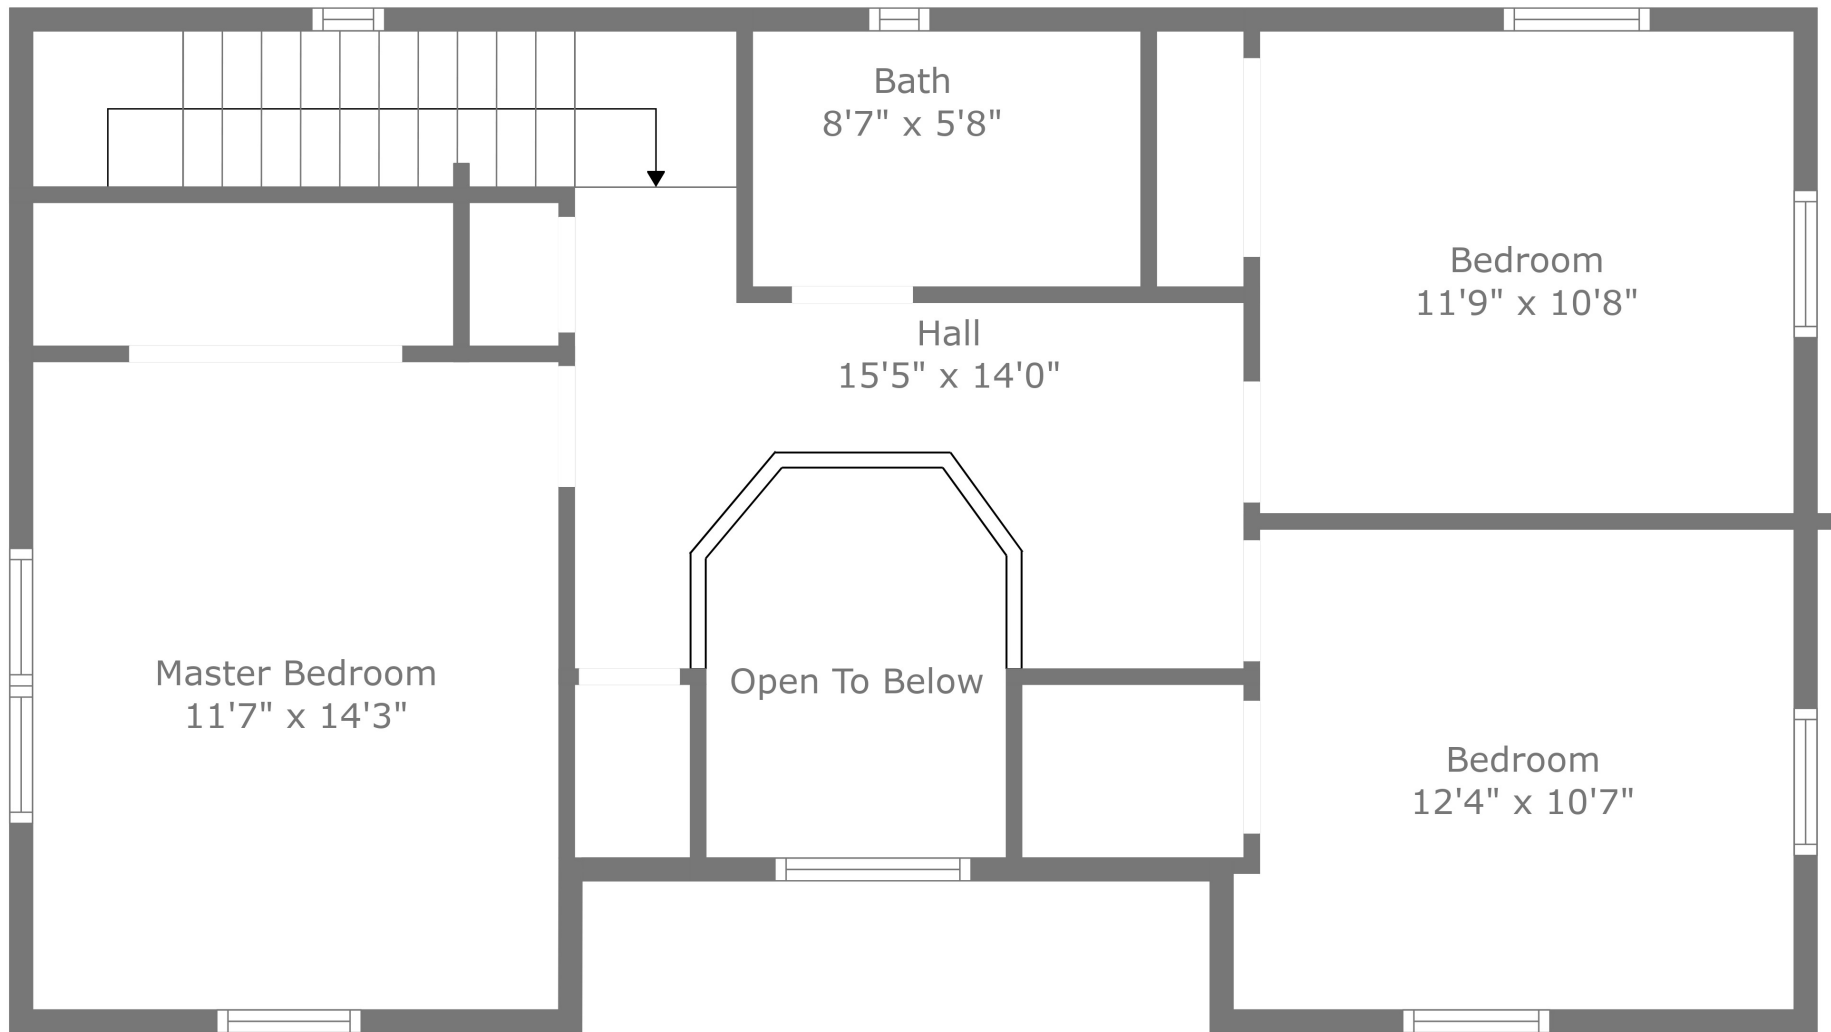 Bath
8'7" x 5'8"
Bedroom
11'9" x 10'8"
Hall
15'5" x 14'0"
Master Bedroom
11'7" x 14'3"
Open To Below
Bedroom
12'4" x 10'7"